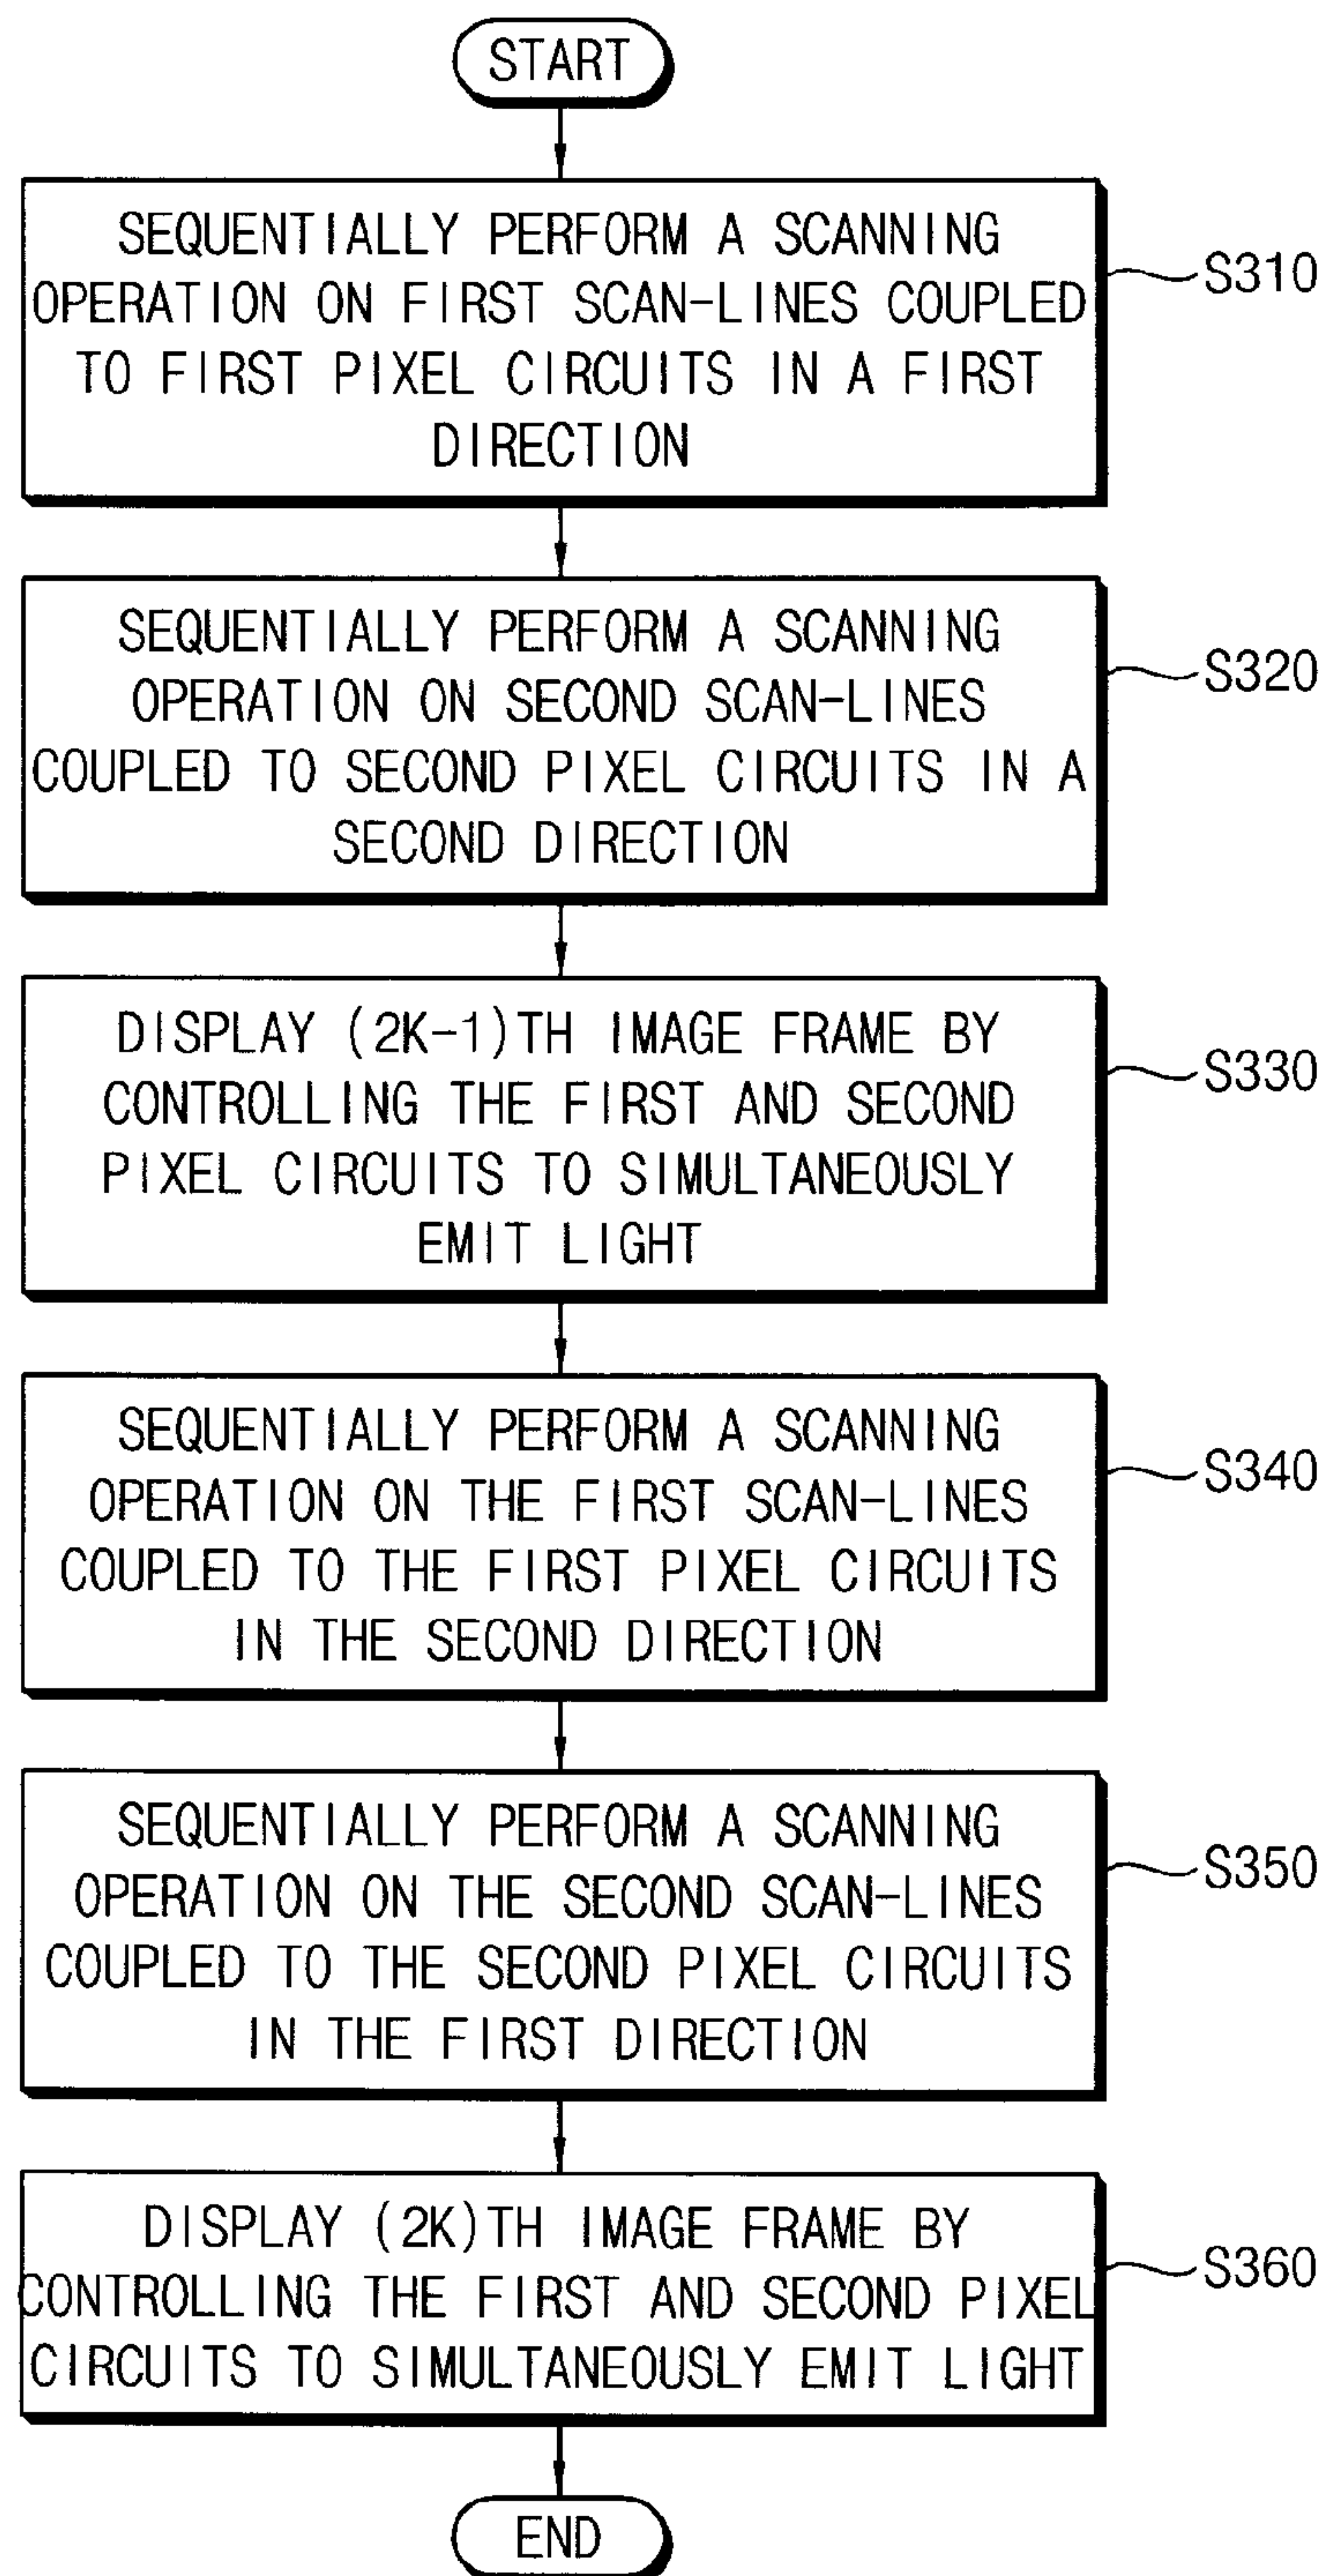 START
SEQUENTIALLY PERFORM A SCANNING
OPERATION ON FIRST SCAN-LINES COUPLED
TO FIRST PIXEL CIRCUITS IN A FIRST
DIRECTION
S310
SEQUENTIALLY PERFORM A SCANNING
OPERATION ON SECOND SCAN-LINES
COUPLED TO SECOND PIXEL CIRCUITS IN A
SECOND DIRECTION
S320
DISPLAY (2K-1)TH IMAGE FRAME BY
CONTROLLING THE FIRST AND SECOND
PIXEL CIRCUITS TO SIMULTANEOUSLY
EMIT LIGHT
S330
SEQUENTIALLY PERFORM A SCANNING
OPERATION ON THE FIRST SCAN-LINES
COUPLED TO THE FIRST PIXEL CIRCUITS
IN THE SECOND DIRECTION
S340
SEQUENTIALLY PERFORM A SCANNING
OPERATION ON THE SECOND SCAN-LINES
COUPLED TO THE SECOND PIXEL CIRCUITS
IN THE FIRST DIRECTION
S350
DISPLAY (2K)TH IMAGE FRAME BY
CONTROLLING THE FIRST AND SECOND PIXEL
CIRCUITS TO SIMULTANEOUSLY EMIT LIGHT
S360
END